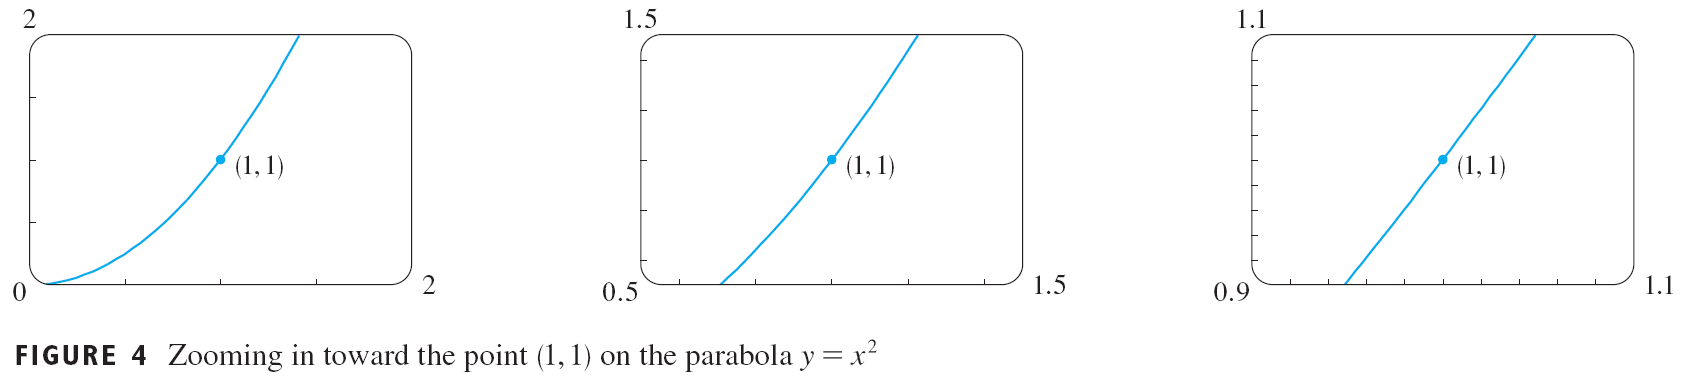 2 1.5 1.1
(1, 1) (1, 1) (1, 1)
0 2 0.5 1.5 0.9 1.1
FIGURE 4 Zooming in toward the point (1, 1) on the parabola y = x²